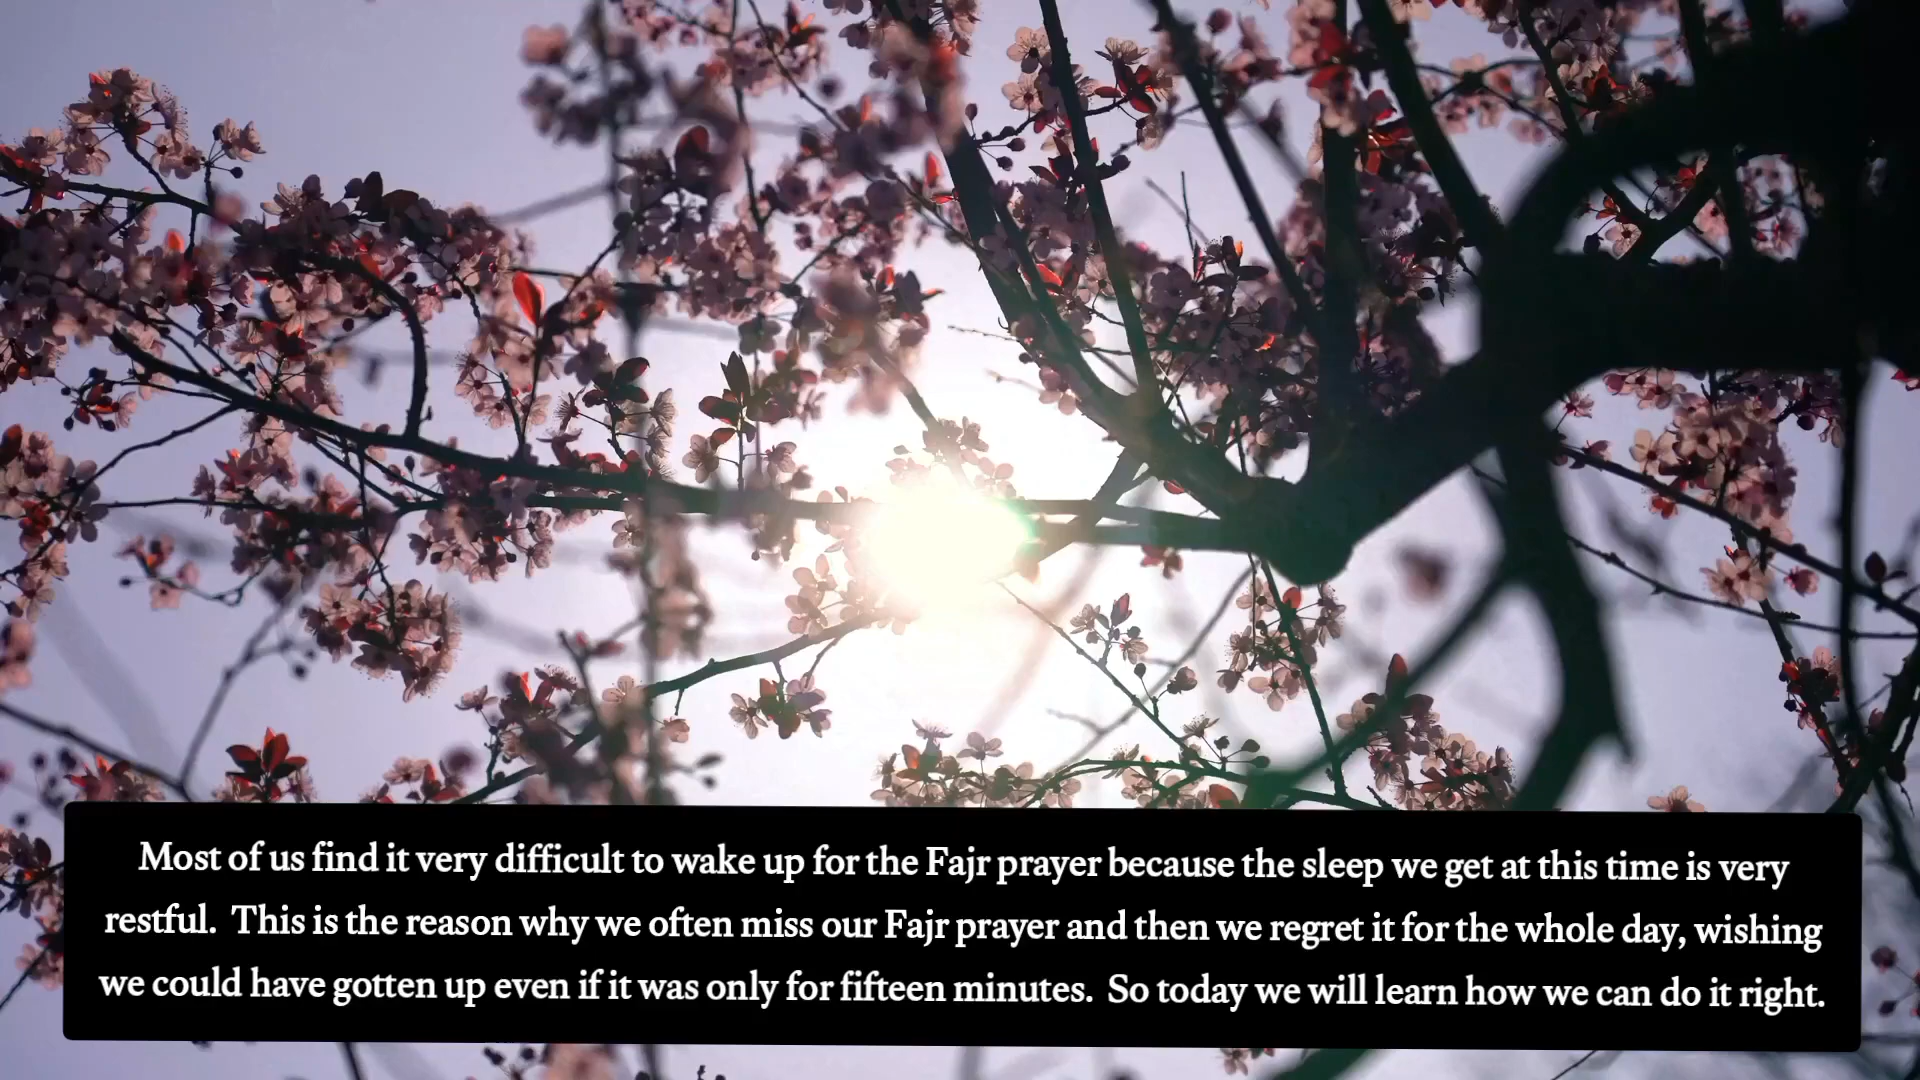 Most of us find it very difficult to wake up for the Fajr prayer because the sleep we get at this time is very
restful.  This is the reason why we often miss our Fajr prayer and then we regret it for the whole day, wishing
we could have gotten up even if it was only for fifteen minutes.  So today we will learn how we can do it right.